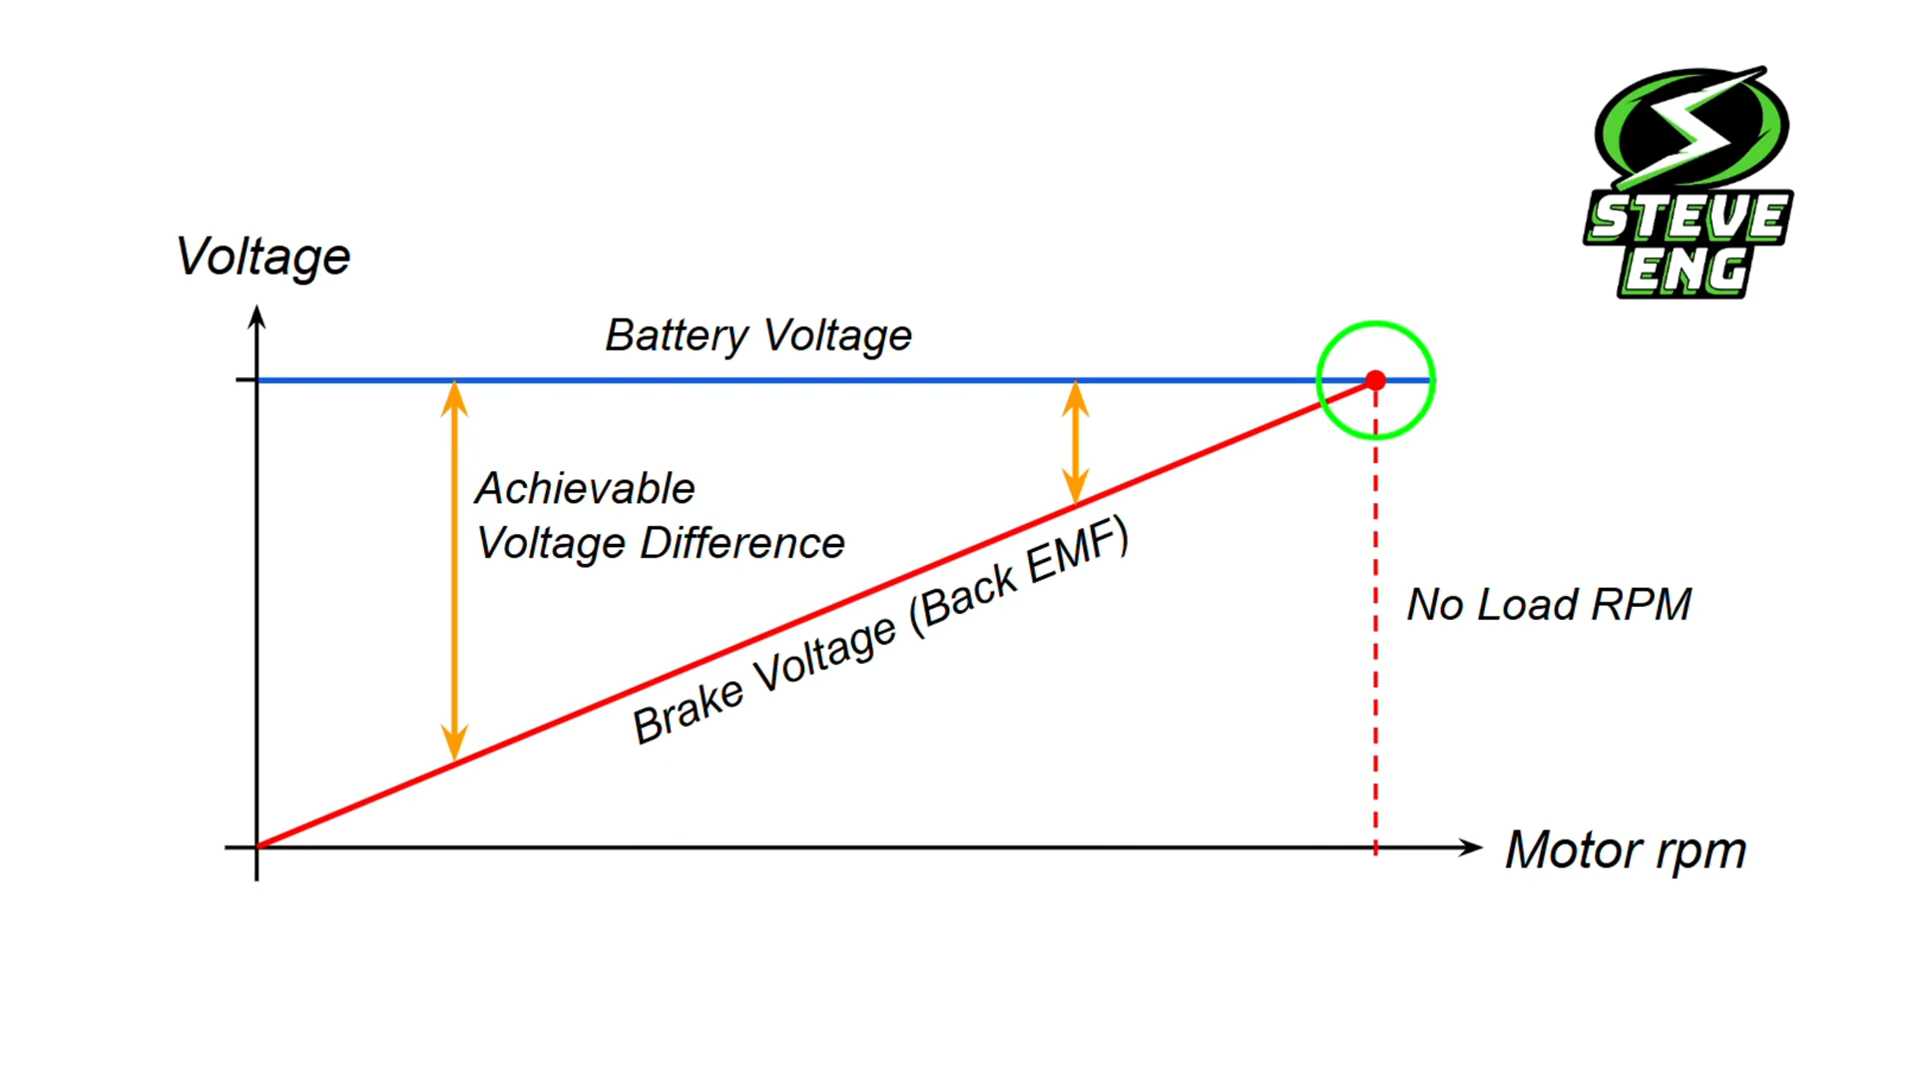 STEVE
ENG
Voltage
Battery Voltage
Achievable
Voltage Difference
Brake Voltage (Back EMF)
No Load RPM
Motor rpm